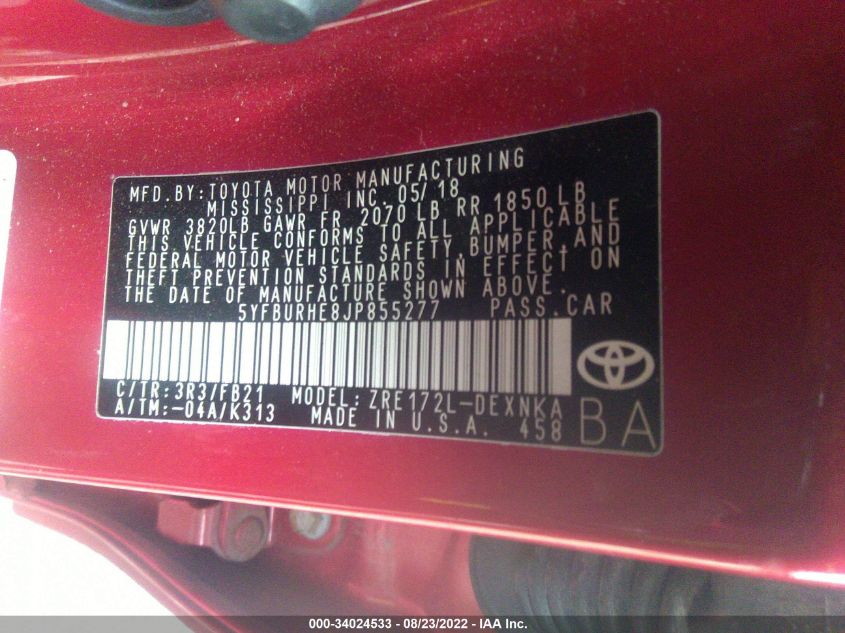 MFD.BY:TOYOTA MOTOR MANUFACTURING
MISSISSIPPI INC. 05/18
GVWR 3820LB GAWR FR 2070 LB RR 1850 LB
THIS VEHICLE CONFORMS TO ALL APPLICABLE
FEDERAL MOTOR VEHICLE SAFETY,BUMPER,AND
THEFT PREVENTION STANDARDS IN EFFECT ON
THE DATE OF MANUFACTURE SHOWN ABOVE.
5YFBURHE8JP855277 PASS.CAR
C/TR:3R3/FB21 MODEL: ZRE172L-DEXNKA
A/TM:-04A/K313 MADE IN U.S.A. 458
BA
000-34024533 - 08/23/2022 - IAA Inc.